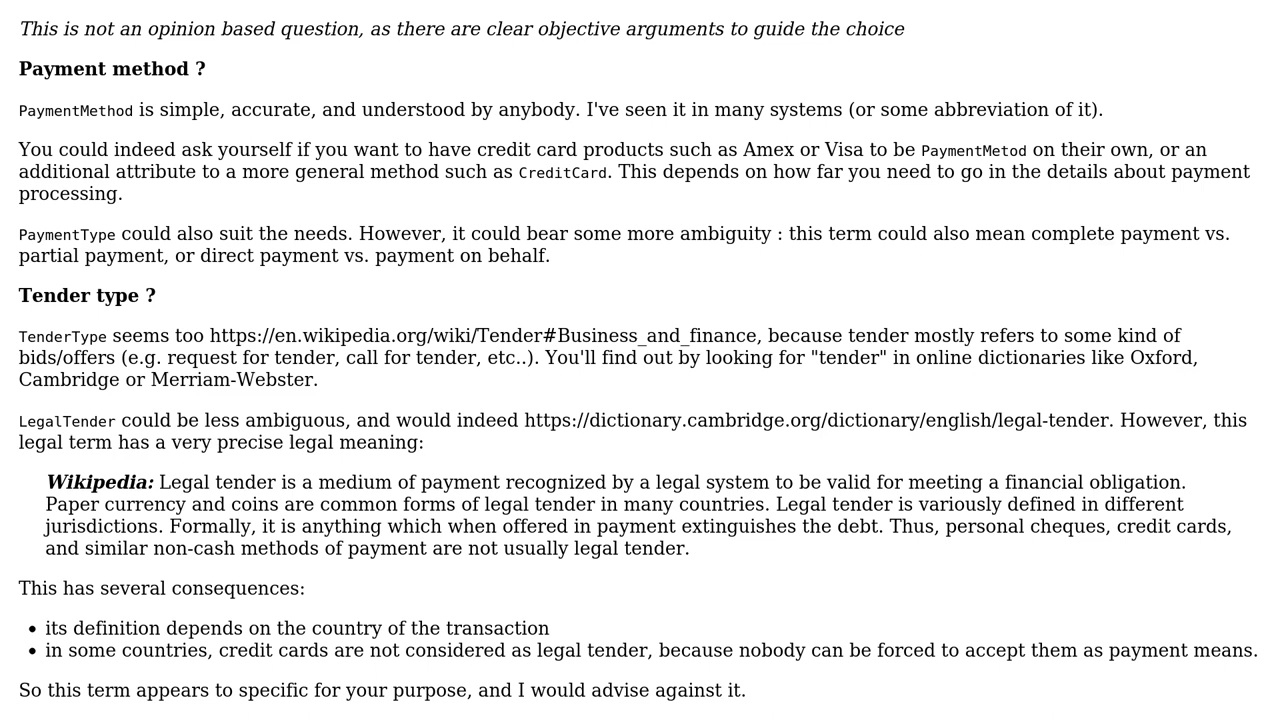 This is not an opinion based question, as there are clear objective arguments to guide the choice
Payment method ?
PaymentMethod is simple, accurate, and understood by anybody. I've seen it in many systems (or some abbreviation of it).
You could indeed ask yourself if you want to have credit card products such as Amex or Visa to be PaymentMetod on their own, or an
additional attribute to a more general method such as CreditCard. This depends on how far you need to go in the details about payment
processing.
PaymentType could also suit the needs. However, it could bear some more ambiguity : this term could also mean complete payment vs.
partial payment, or direct payment vs. payment on behalf.
Tender type ?
TenderType seems too https://en.wikipedia.org/wiki/Tender#Business_and_finance, because tender mostly refers to some kind of
bids/offers (e.g. request for tender, call for tender, etc..). You'll find out by looking for "tender" in online dictionaries like Oxford,
Cambridge or Merriam-Webster.
LegalTender could be less ambiguous, and would indeed https://dictionary.cambridge.org/dictionary/english/legal-tender. However, this
legal term has a very precise legal meaning:
Wikipedia: Legal tender is a medium of payment recognized by a legal system to be valid for meeting a financial obligation.
Paper currency and coins are common forms of legal tender in many countries. Legal tender is variously defined in different
jurisdictions. Formally, it is anything which when offered in payment extinguishes the debt. Thus, personal cheques, credit cards,
and similar non-cash methods of payment are not usually legal tender.
This has several consequences:
• its definition depends on the country of the transaction
• in some countries, credit cards are not considered as legal tender, because nobody can be forced to accept them as payment means.
So this term appears to specific for your purpose, and I would advise against it.